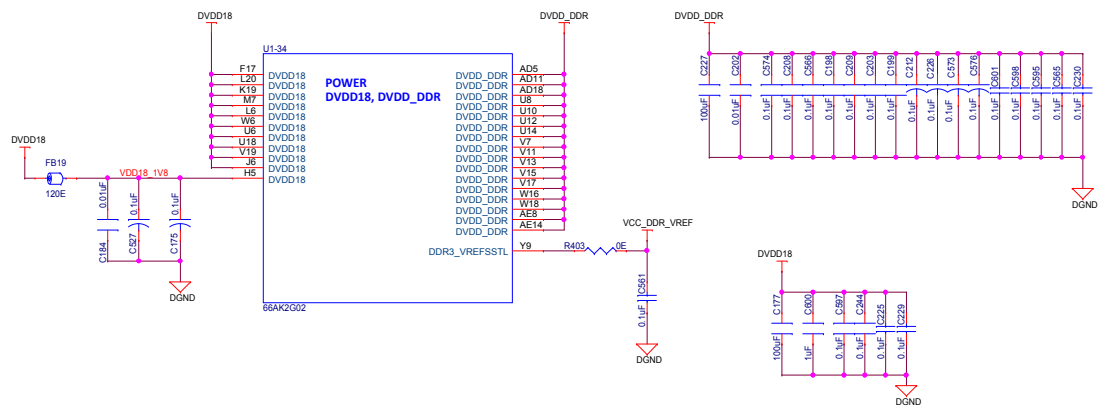 DVDD18
DVDD_DDR
DVDD_DDR
U1-34
POWER
DVDD18, DVDD_DDR
F17 DVDD18
L20 DVDD18
K19 DVDD18
M7 DVDD18
L6 DVDD18
W6 DVDD18
U6 DVDD18
U18 DVDD18
V19 DVDD18
J6 DVDD18
H5 DVDD18
DVDD_DDR AD5
DVDD_DDR AD11
DVDD_DDR AD18
DVDD_DDR U8
DVDD_DDR U10
DVDD_DDR U12
DVDD_DDR U14
DVDD_DDR V7
DVDD_DDR V11
DVDD_DDR V13
DVDD_DDR V15
DVDD_DDR V17
DVDD_DDR W16
DVDD_DDR W18
DVDD_DDR AE8
DVDD_DDR AE14
DDR3_VREFSSTL Y9
66AK2G02
DVDD18
FB19
120E
VDD18_1V8
0.01uF C184
0.1uF C527
0.1uF C175
DGND
R403 0E
VCC_DDR_VREF
C561 0.1uF
DGND
C227 100uF
C202 0.01uF
C574 0.1uF
C208 0.1uF
C566 0.1uF
C198 0.1uF
C209 0.1uF
C203 0.1uF
C199 0.1uF
C212 0.1uF
C226 0.1uF
C573 0.1uF
C576 0.1uF
C601 0.1uF
C598 0.1uF
C595 0.1uF
C565 0.1uF
C230 0.1uF
DGND
DVDD18
C177 100uF
C600 1uF
C597 0.1uF
C244 0.1uF
C225 0.1uF
C229 0.1uF
DGND